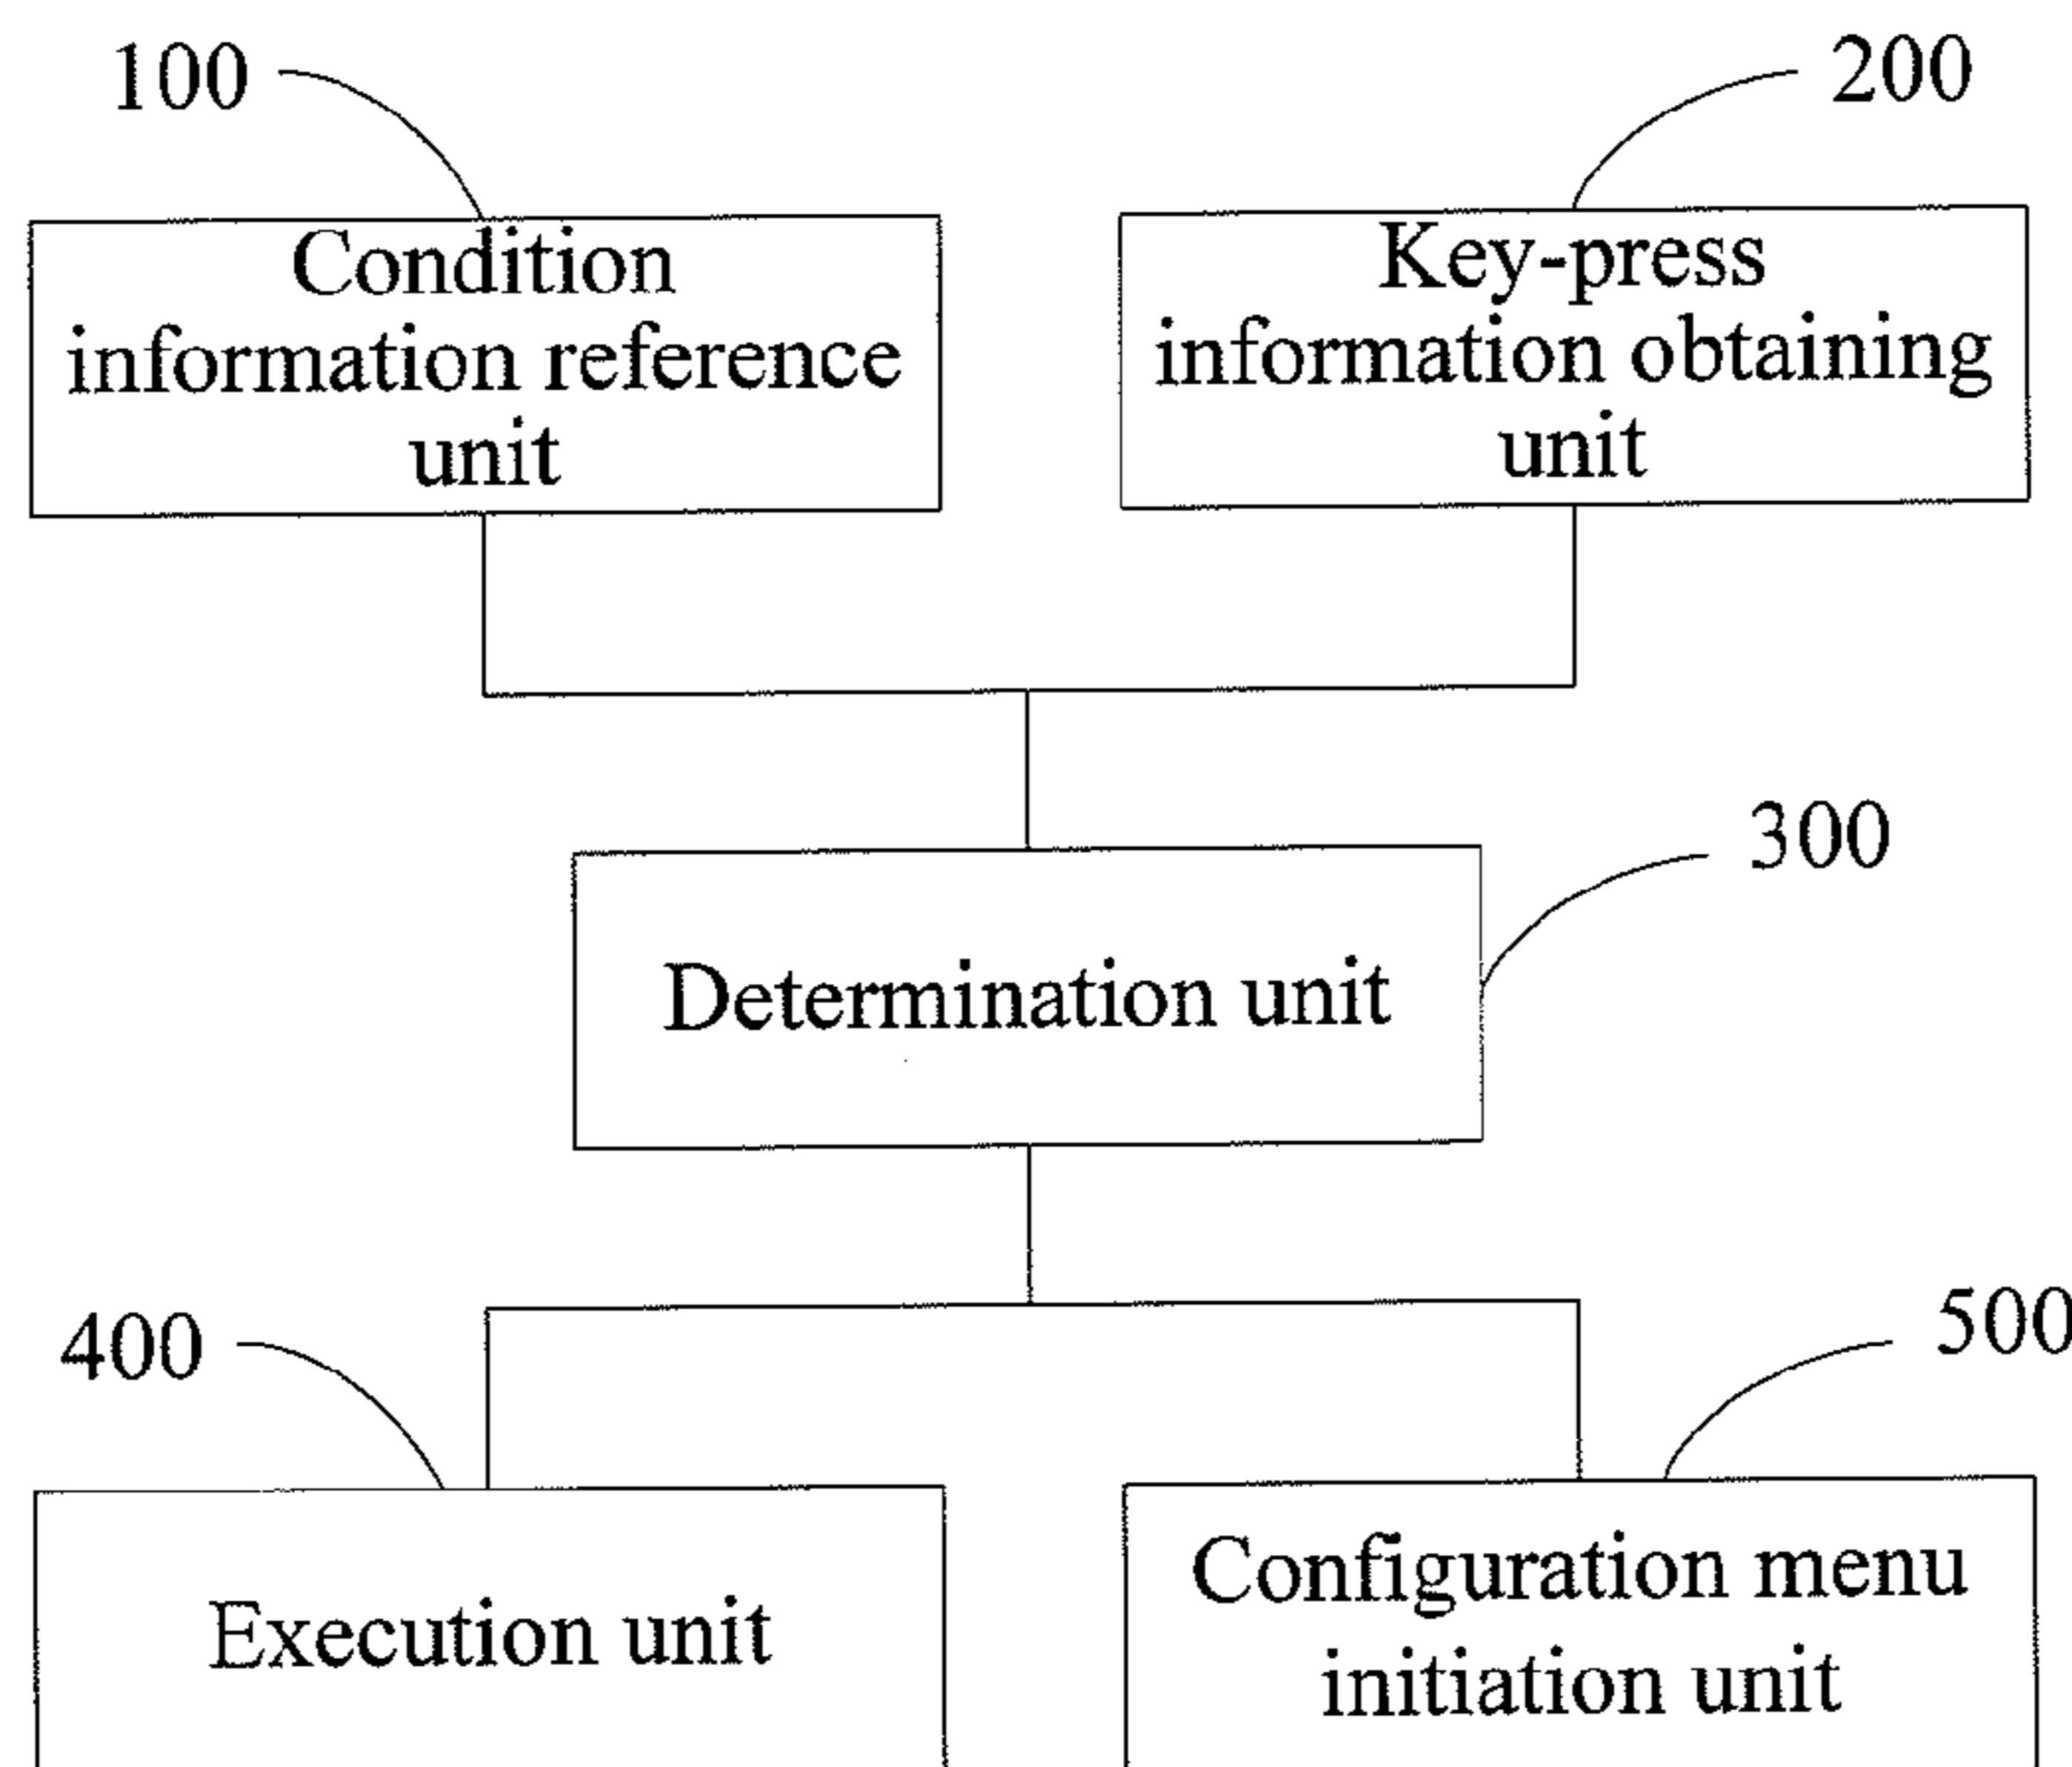 100
200
Condition
information reference
unit
Key-press
information obtaining
unit
300
Determination unit
400
500
Execution unit
Configuration menu
initiation unit